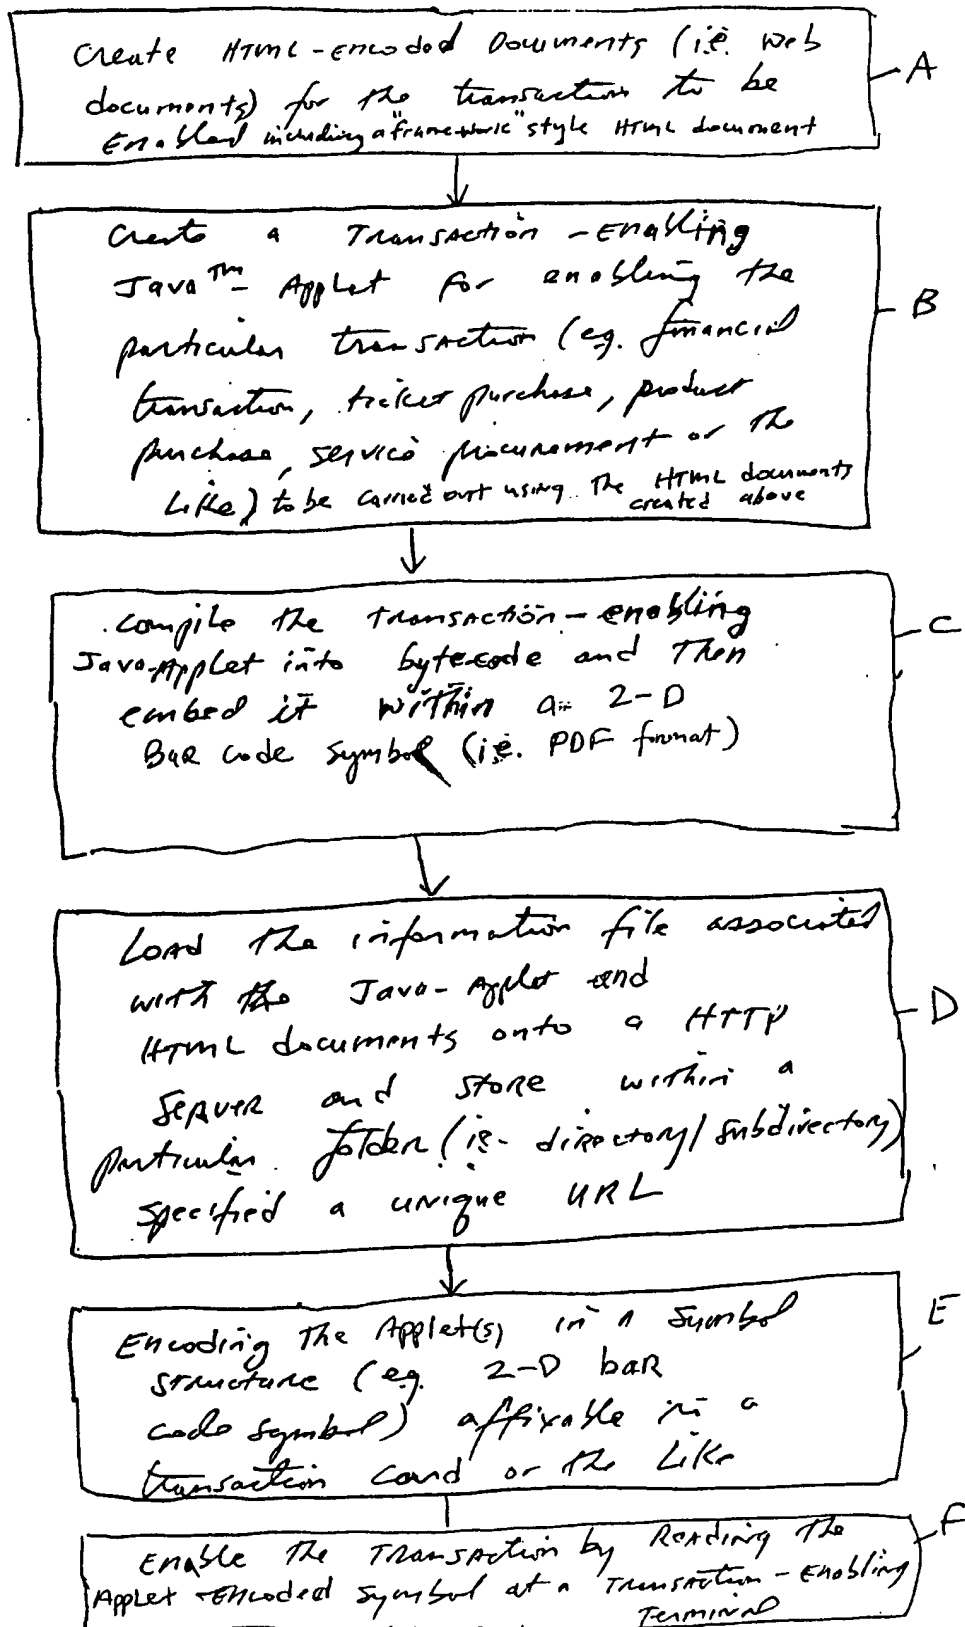 Create HTML-encoded Documents (i.e. web
documents) for the transaction to be
Enabled including a "framework" style HTML document
A
Create a Transaction-Enabling
Java™- Applet for enabling the
particular transaction (eg. financial
transaction, ticket purchase, product
purchase, service procurement or the
Like) to be carried out using the HTML documents
created above
B
Compile the Transaction-enabling
Java-Applet into bytecode and Then
embed it within a 2-D
Bar code symbol (i.e. PDF format)
C
Load the information file associated
with the Java-Applet and
HTML documents onto a HTTP
Server and store within a
particular folder (ie- directory/subdirectory)
specified a unique URL
D
Encoding The Applet(s) in a Symbol
structure (eg. 2-D bar
code symbol) affixable in a
transaction card or the Like
E
Enable the Transaction by Reading The
Applet-Encoded symbol at a Transaction-Enabling
Terminal
F